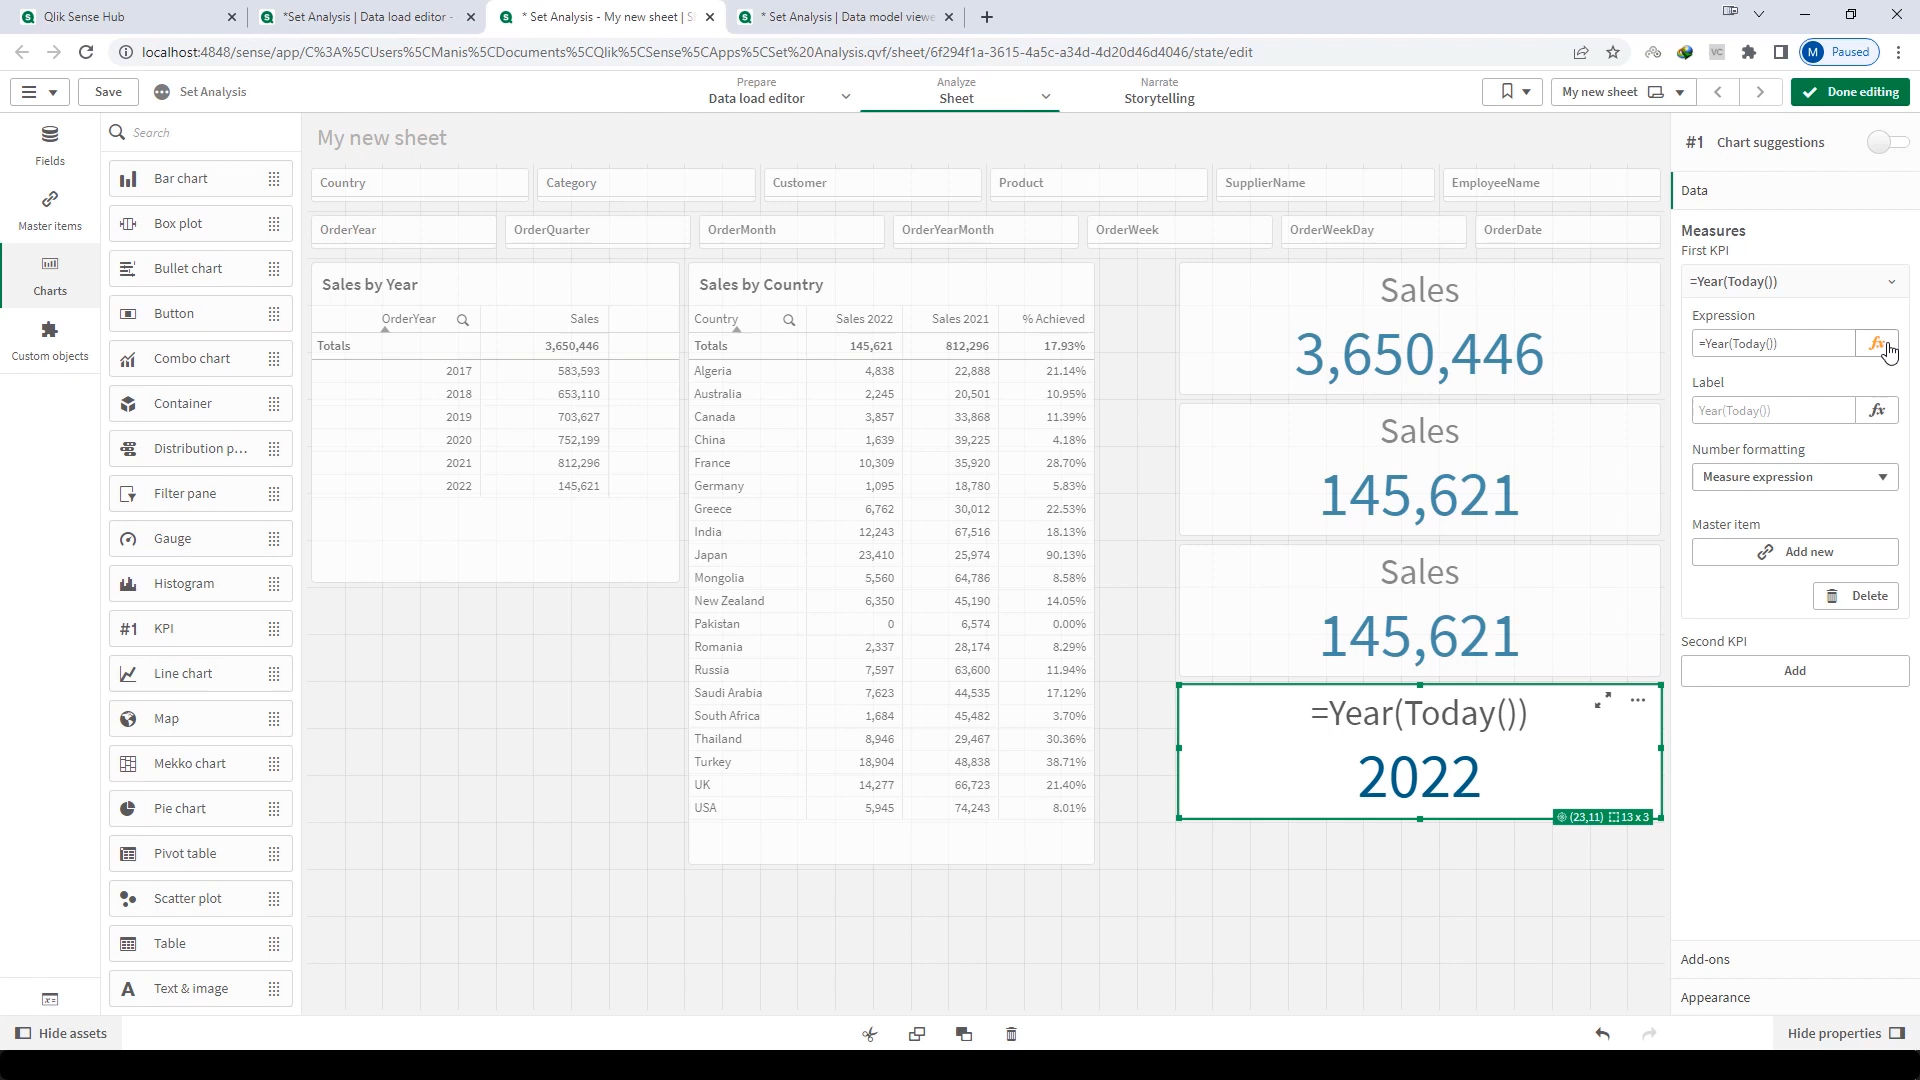 Qlik Sense Hub
*Set Analysis | Data load editor -
* Set Analysis - My new sheet | S
* Set Analysis | Data model viewe
localhost:4848/sense/app/C%3A%5CUsers%5CManis%5CDocuments%5CQlik%5CSense%5CApps%5CSet%20Analysis.qvf/sheet/6f294f1a-3615-4a5c-a34d-4d20d46d4046/state/edit
VC
M Paused
Save
Set Analysis
Prepare
Data load editor
Analyze
Sheet
Narrate
Storytelling
My new sheet
Done editing
Fields
Master items
Charts
Custom objects
Search
Bar chart
Box plot
Bullet chart
Button
Combo chart
Container
Distribution p...
Filter pane
Gauge
Histogram
#1 KPI
Line chart
Map
Mekko chart
Pie chart
Pivot table
Scatter plot
Table
A Text & image
My new sheet
Country Category Customer Product SupplierName EmployeeName
OrderYear OrderQuarter OrderMonth OrderYearMonth OrderWeek OrderWeekDay OrderDate
Sales by Year
OrderYear Sales
Totals 3,650,446
2017 583,593
2018 653,110
2019 703,627
2020 752,199
2021 812,296
2022 145,621
Sales by Country
Country Sales 2022 Sales 2021 % Achieved
Totals 145,621 812,296 17.93%
Algeria 4,838 22,888 21.14%
Australia 2,245 20,501 10.95%
Canada 3,857 33,868 11.39%
China 1,639 39,225 4.18%
France 10,309 35,920 28.70%
Germany 1,095 18,780 5.83%
Greece 6,762 30,012 22.53%
India 12,243 67,516 18.13%
Japan 23,410 25,974 90.13%
Mongolia 5,560 64,786 8.58%
New Zealand 6,350 45,190 14.05%
Pakistan 0 6,574 0.00%
Romania 2,337 28,174 8.29%
Russia 7,597 63,600 11.94%
Saudi Arabia 7,623 44,535 17.12%
South Africa 1,684 45,482 3.70%
Thailand 8,946 29,467 30.36%
Turkey 18,904 48,838 38.71%
UK 14,277 66,723 21.40%
USA 5,945 74,243 8.01%
Sales
3,650,446
Sales
145,621
Sales
145,621
=Year(Today())
2022
(23,11) 13 x 3
#1 Chart suggestions
Data
Measures
First KPI
=Year(Today())
Expression
=Year(Today())
fx
Label
Year(Today())
fx
Number formatting
Measure expression
Master item
Add new
Delete
Second KPI
Add
Add-ons
Appearance
Hide assets
Hide properties